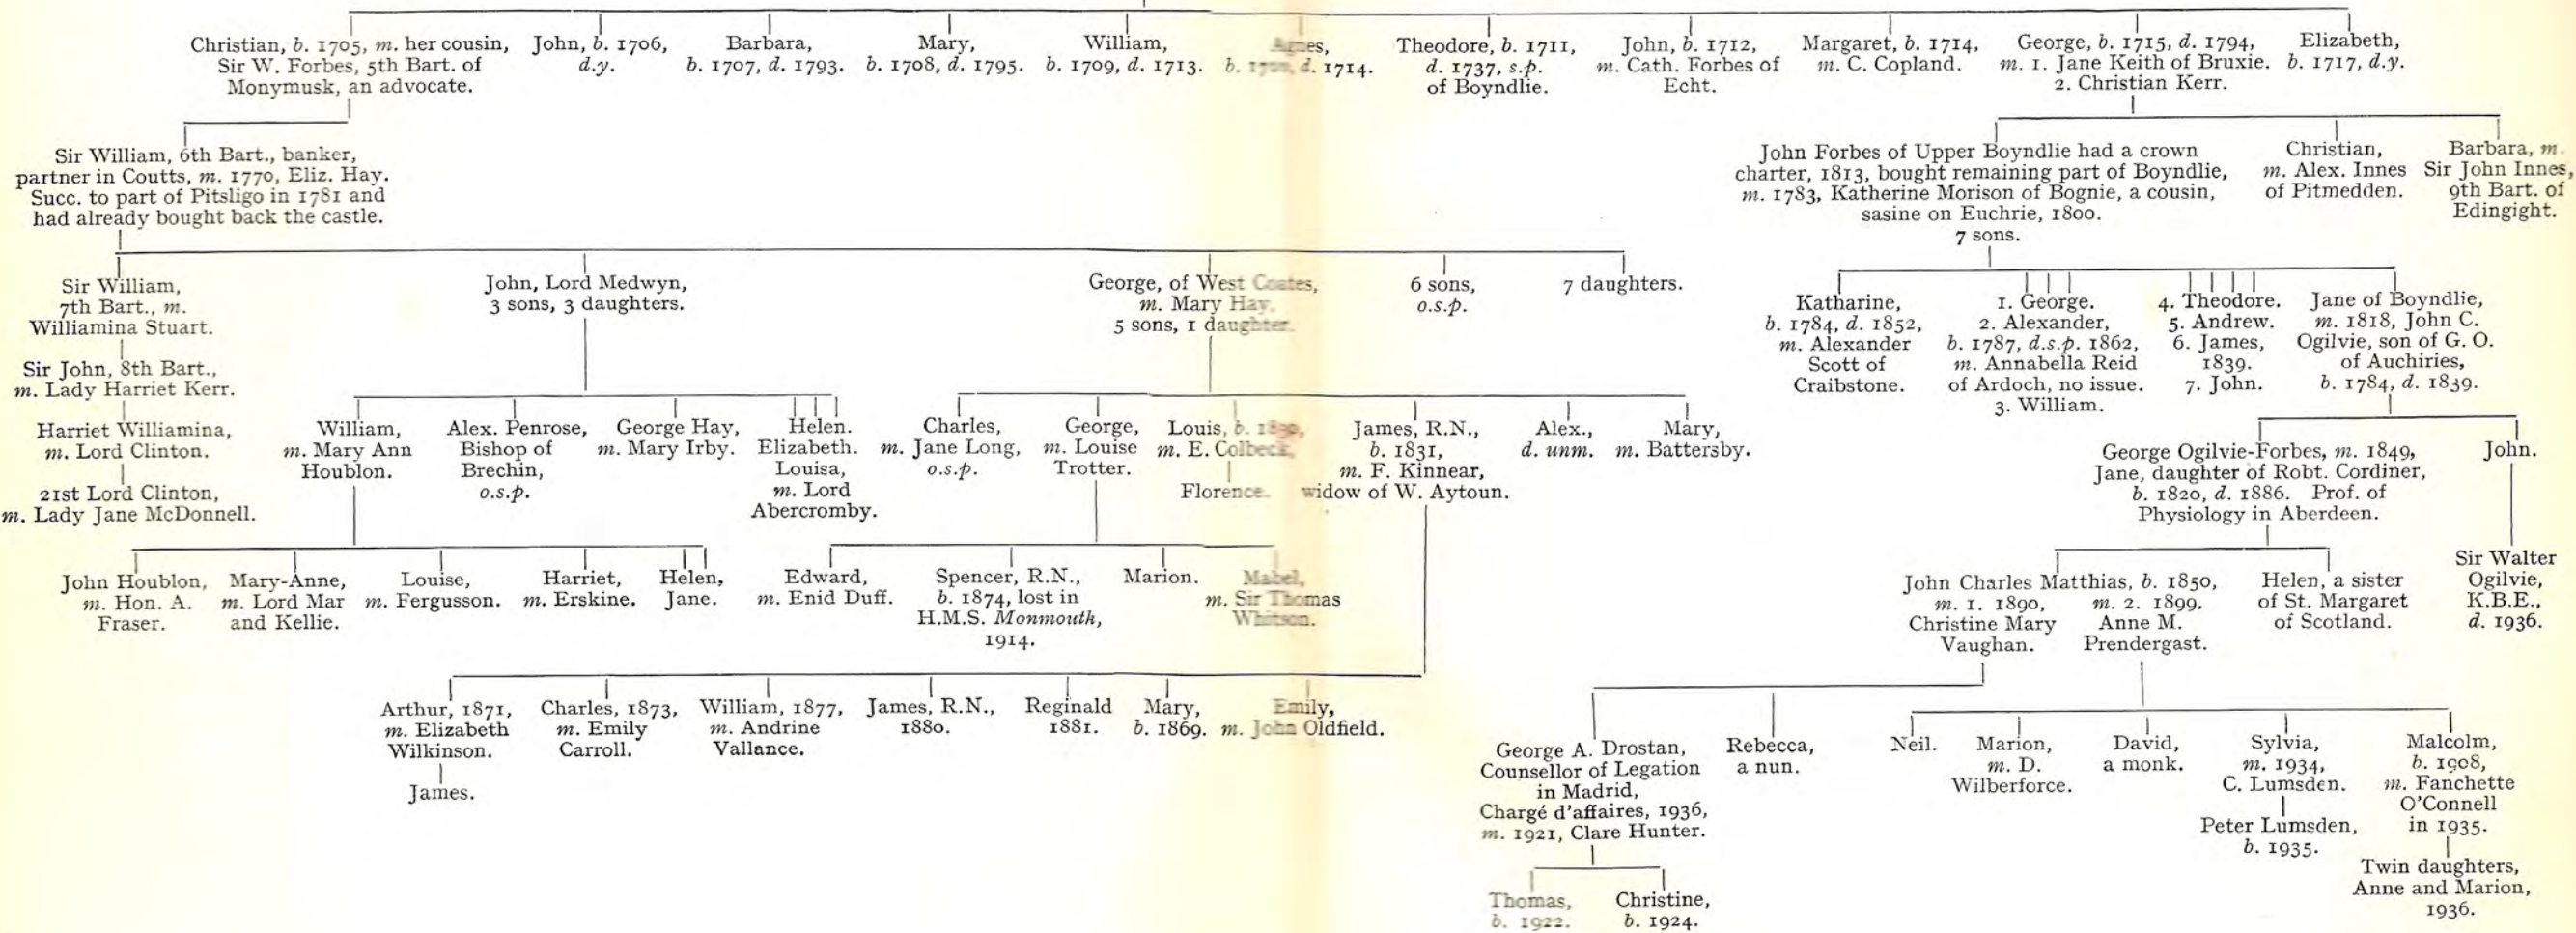 Christian, b. 1705, m. her cousin,
Sir W. Forbes, 5th Bart. of
Monymusk, an advocate.
John, b. 1706,
d.y.
Barbara,
b. 1707, d. 1793.
Mary,
b. 1708, d. 1795.
William,
b. 1709, d. 1713.
Agnes,
b. d. 1714.
Theodore, b. 1711,
d. 1737, s.p.
of Boyndlie.
John, b. 1712,
m. Cath. Forbes of
Echt.
Margaret, b. 1714,
m. C. Copland.
George, b. 1715, d. 1794,
m. 1. Jane Keith of Bruxie.
2. Christian Kerr.
Elizabeth,
b. 1717, d.y.
Sir William, 6th Bart., banker,
partner in Coutts, m. 1770, Eliz. Hay.
Succ. to part of Pitsligo in 1781 and
had already bought back the castle.
John Forbes of Upper Boyndlie had a crown
charter, 1813, bought remaining part of Boyndlie,
m. 1783, Katherine Morison of Bognie, a cousin,
sasine on Euchrie, 1800.
7 sons.
Christian,
m. Alex. Innes
of Pitmedden.
Barbara, m.
Sir John Innes,
9th Bart. of
Edingight.
Sir William,
7th Bart., m.
Williamina Stuart.
John, Lord Medwyn,
3 sons, 3 daughters.
George, of West Coates,
m. Mary Hay.
5 sons, 1 daughter.
6 sons,
o.s.p.
7 daughters.
Katharine,
b. 1784, d. 1852,
m. Alexander
Scott of
Craibstone.
1. George.
2. Alexander,
b. 1787, d.s.p. 1862,
m. Annabella Reid
of Ardoch, no issue.
3. William.
4. Theodore.
5. Andrew.
6. James,
1839.
7. John.
Jane of Boyndlie,
m. 1818, John C.
Ogilvie, son of G. O.
of Auchiries,
b. 1784, d. 1839.
Sir John, 8th Bart.,
m. Lady Harriet Kerr.
Harriet Williamina,
m. Lord Clinton.
21st Lord Clinton,
m. Lady Jane McDonnell.
William,
m. Mary Ann
Houblon.
Alex. Penrose,
Bishop of
Brechin,
o.s.p.
George Hay,
m. Mary Irby.
Helen.
Elizabeth.
Louisa,
m. Lord
Abercromby.
Charles,
m. Jane Long,
o.s.p.
George,
m. Louise
Trotter.
Louis, b.
m. E. Colbeck,
Florence.
James, R.N.,
b. 1831,
m. F. Kinnear,
widow of W. Aytoun.
Alex.,
d. unm.
Mary,
m. Battersby.
George Ogilvie-Forbes, m. 1849,
Jane, daughter of Robt. Cordiner,
b. 1820, d. 1886. Prof. of
Physiology in Aberdeen.
John.
John Houblon,
m. Hon. A.
Fraser.
Mary-Anne,
m. Lord Mar
and Kellie.
Louise,
m. Fergusson.
Harriet,
m. Erskine.
Helen,
Jane.
Edward,
m. Enid Duff.
Spencer, R.N.,
b. 1874, lost in
H.M.S. Monmouth,
1914.
Marion.
Mabel,
m. Sir Thomas
Whitson.
John Charles Matthias, b. 1850,
m. 1. 1890, m. 2. 1899.
Christine Mary Anne M.
Vaughan. Prendergast.
Helen, a sister
of St. Margaret
of Scotland.
Sir Walter
Ogilvie,
K.B.E.,
d. 1936.
Arthur, 1871,
m. Elizabeth
Wilkinson.
James.
Charles, 1873,
m. Emily
Carroll.
William, 1877,
m. Andrine
Vallance.
James, R.N.,
1880.
Reginald
1881.
Mary,
b. 1869.
Emily,
m. John Oldfield.
George A. Drostan,
Counsellor of Legation
in Madrid,
Chargé d'affaires, 1936,
m. 1921, Clare Hunter.
Rebecca,
a nun.
Neil.
Marion,
m. D.
Wilberforce.
David,
a monk.
Sylvia,
m. 1934,
C. Lumsden.
Peter Lumsden,
b. 1935.
Malcolm,
b. 1908,
m. Fanchette
O'Connell
in 1935.
Twin daughters,
Anne and Marion,
1936.
Thomas,
b. 1922.
Christine,
b. 1924.